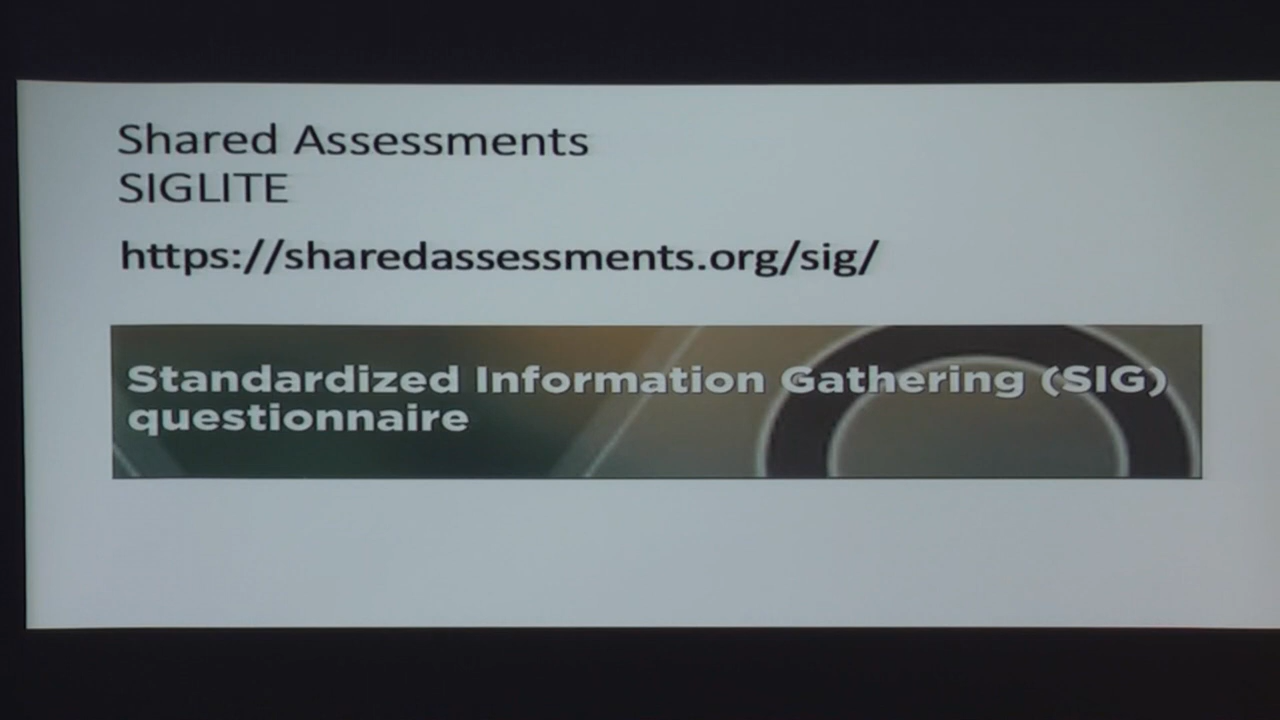 Shared Assessments
SIGLITE
https://sharedassessments.org/sig/
Standardized Information Gathering (SIG)
questionnaire